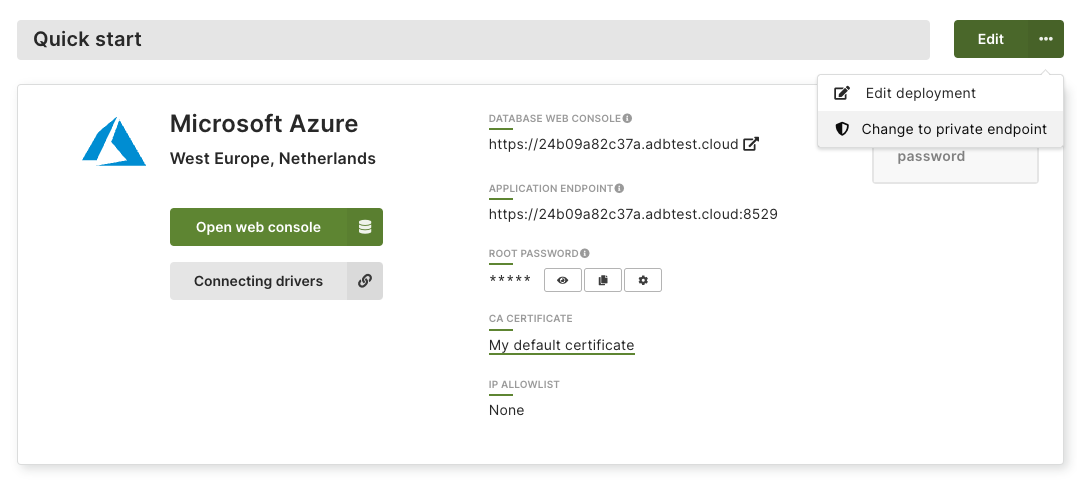 Quick start
Edit
Edit deployment
Change to private endpoint
password
Microsoft Azure
West Europe, Netherlands
Open web console
Connecting drivers
DATABASE WEB CONSOLE
https://24b09a82c37a.adbtest.cloud
APPLICATION ENDPOINT
https://24b09a82c37a.adbtest.cloud:8529
ROOT PASSWORD
*****
CA CERTIFICATE
My default certificate
IP ALLOWLIST
None